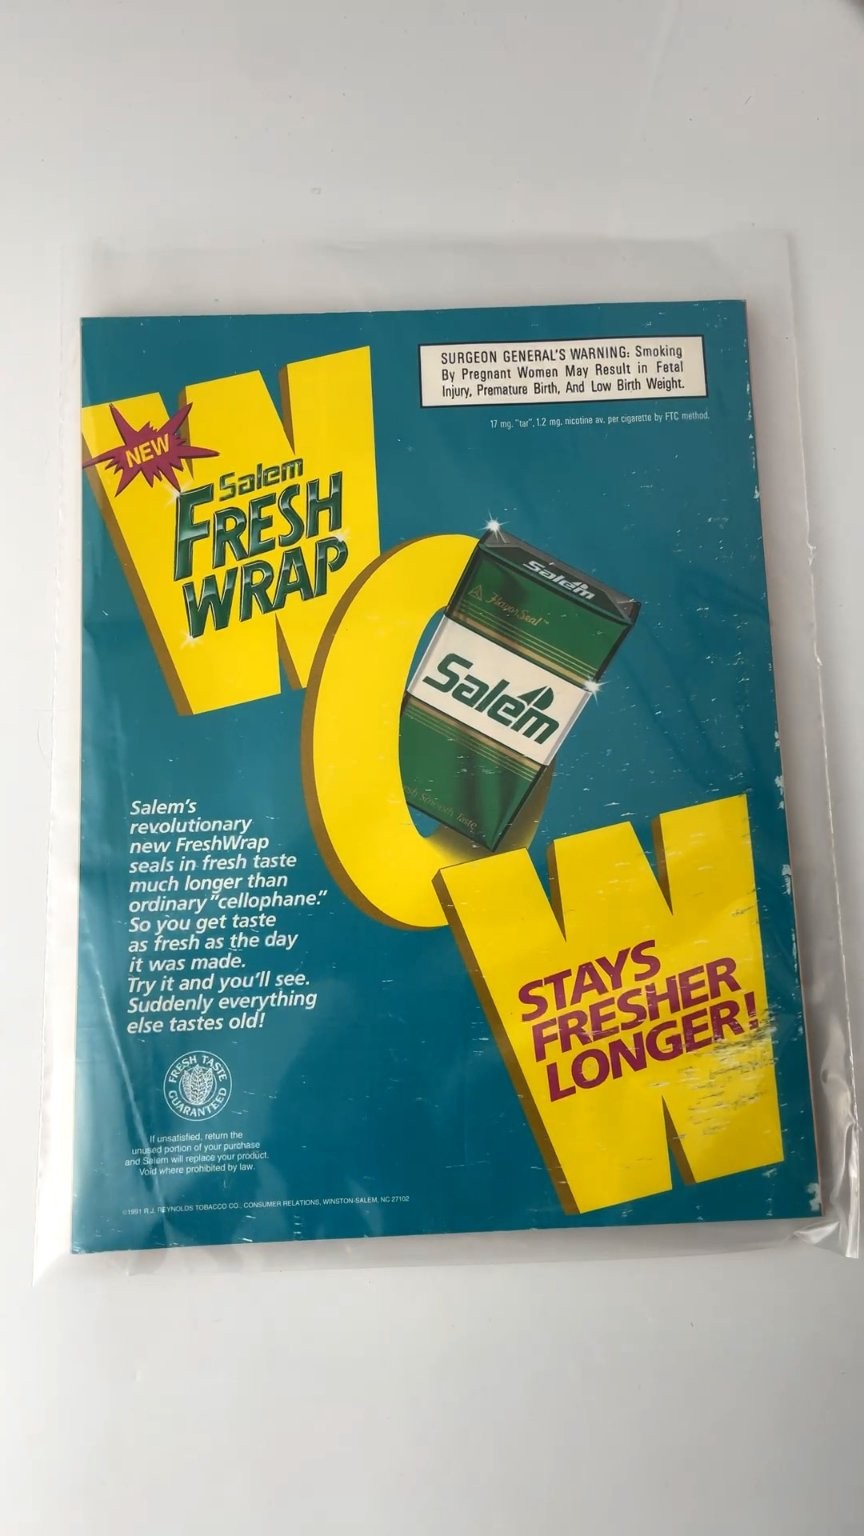 WOW
NEW
Salem
FRESH
WRAP
SURGEON GENERAL'S WARNING: Smoking
By Pregnant Women May Result in Fetal
Injury, Premature Birth, And Low Birth Weight.
17 mg. "tar", 1.2 mg. nicotine av. per cigarette by FTC method.
Salem
FlavorSeal™
Salem
Smooth Taste
Salem's
revolutionary
new FreshWrap
seals in fresh taste
much longer than
ordinary "cellophane."
So you get taste
as fresh as the day
it was made.
Try it and you'll see.
Suddenly everything
else tastes old!
STAYS
FRESHER
LONGER!
FRESH TASTE
GUARANTEED
If unsatisfied, return the
unused portion of your purchase
and Salem will replace your product.
Void where prohibited by law.
©1991 R.J. REYNOLDS TOBACCO CO., CONSUMER RELATIONS, WINSTON-SALEM, NC 27102